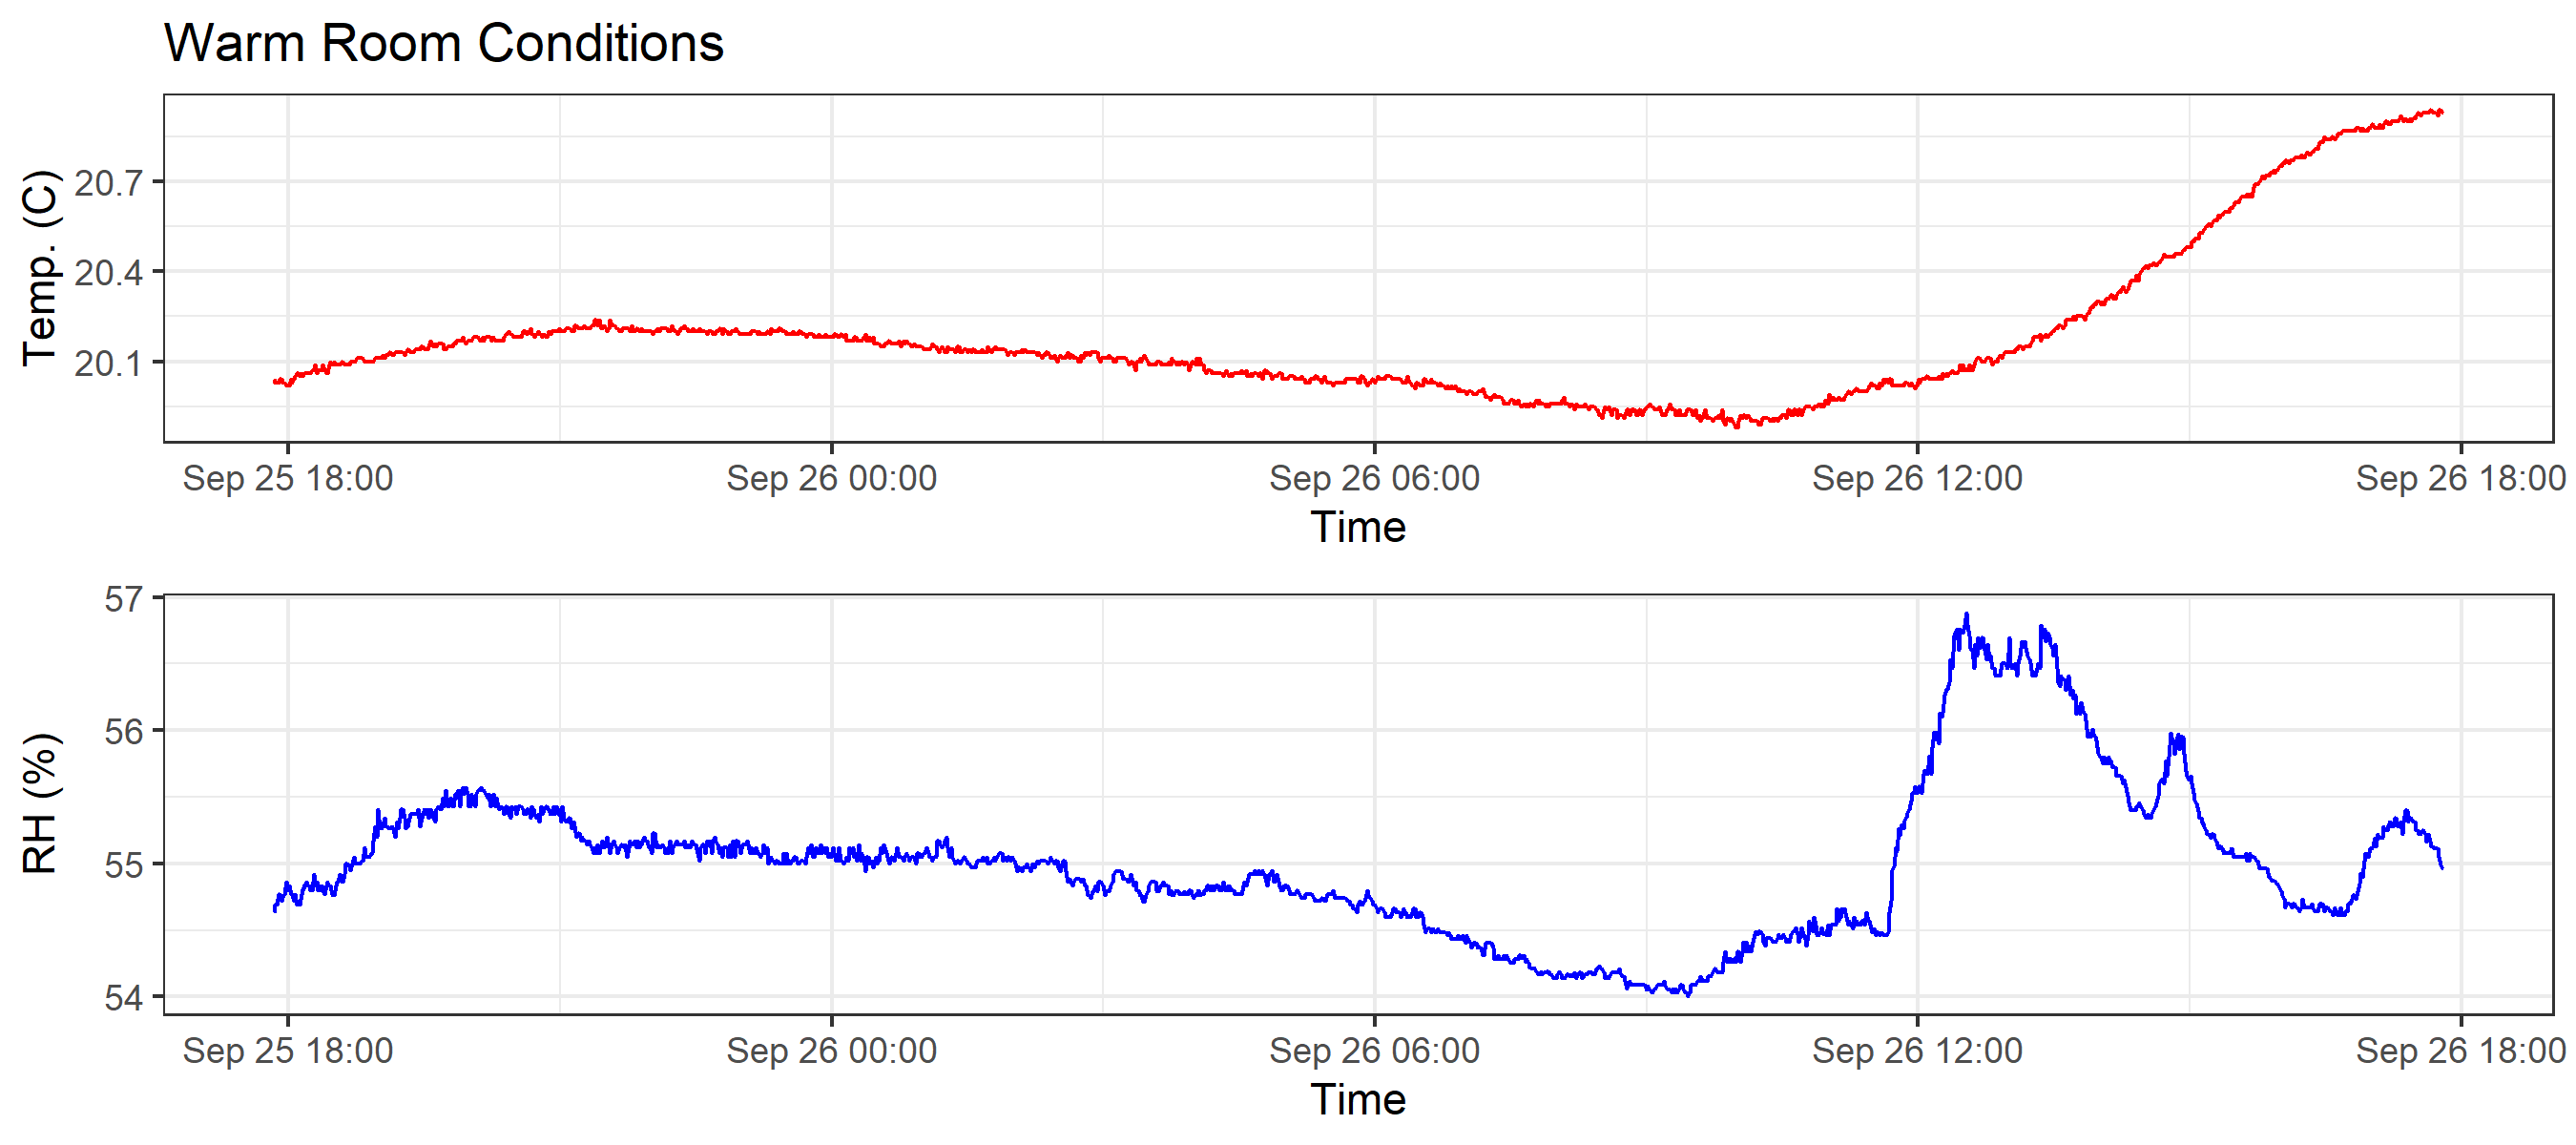 Warm Room Conditions
Temp. (C)
20.7
20.4
20.1
Sep 25 18:00 Sep 26 00:00 Sep 26 06:00 Sep 26 12:00 Sep 26 18:00
Time
RH (%)
57
56
55
54
Sep 25 18:00 Sep 26 00:00 Sep 26 06:00 Sep 26 12:00 Sep 26 18:00
Time